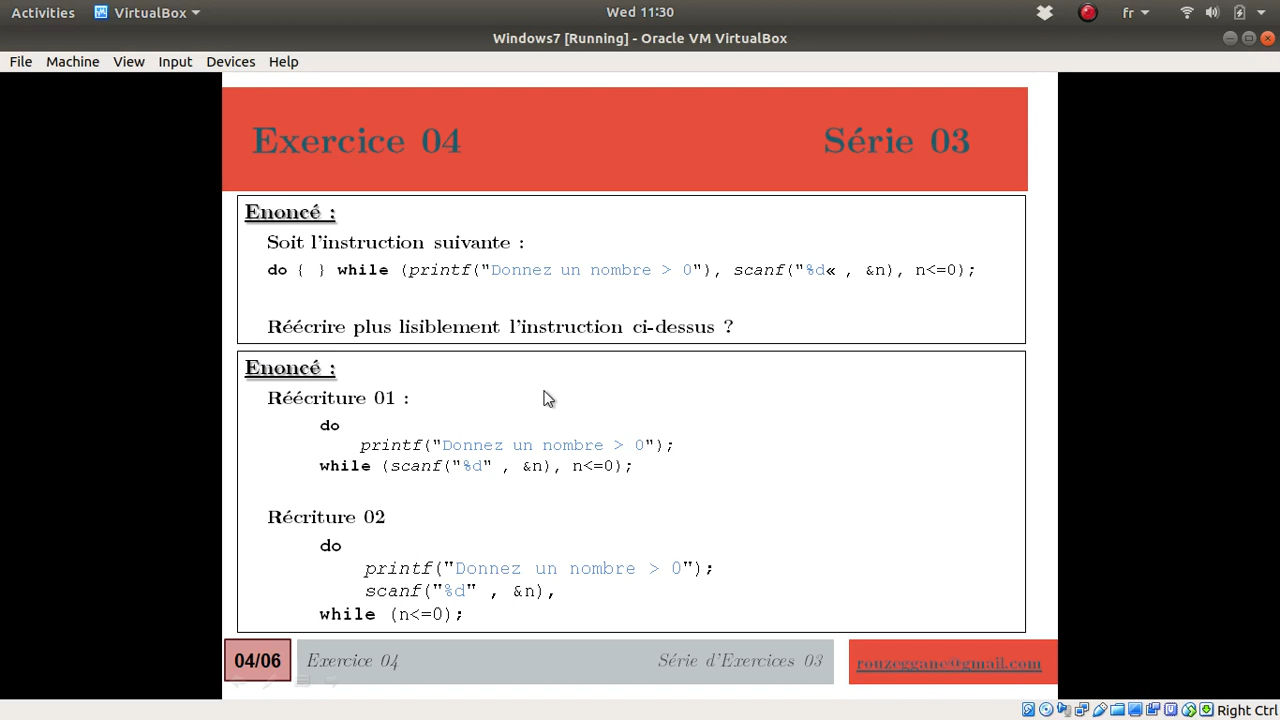 Activities VirtualBox Wed 11:30 fr
Windows7 [Running] - Oracle VM VirtualBox
File Machine View Input Devices Help
Exercice 04 Série 03
Enoncé :
Soit l'instruction suivante :
do { } while (printf("Donnez un nombre > 0"), scanf("%d« , &n), n<=0);
Réécrire plus lisiblement l'instruction ci-dessus ?
Enoncé :
Réécriture 01 :
do
printf("Donnez un nombre > 0");
while (scanf("%d" , &n), n<=0);
Récriture 02
do
printf("Donnez un nombre > 0");
scanf("%d" , &n),
while (n<=0);
04/06 Exercice 04 Série d'Exercices 03 rouzeggane@gmail.com
Right Ctrl